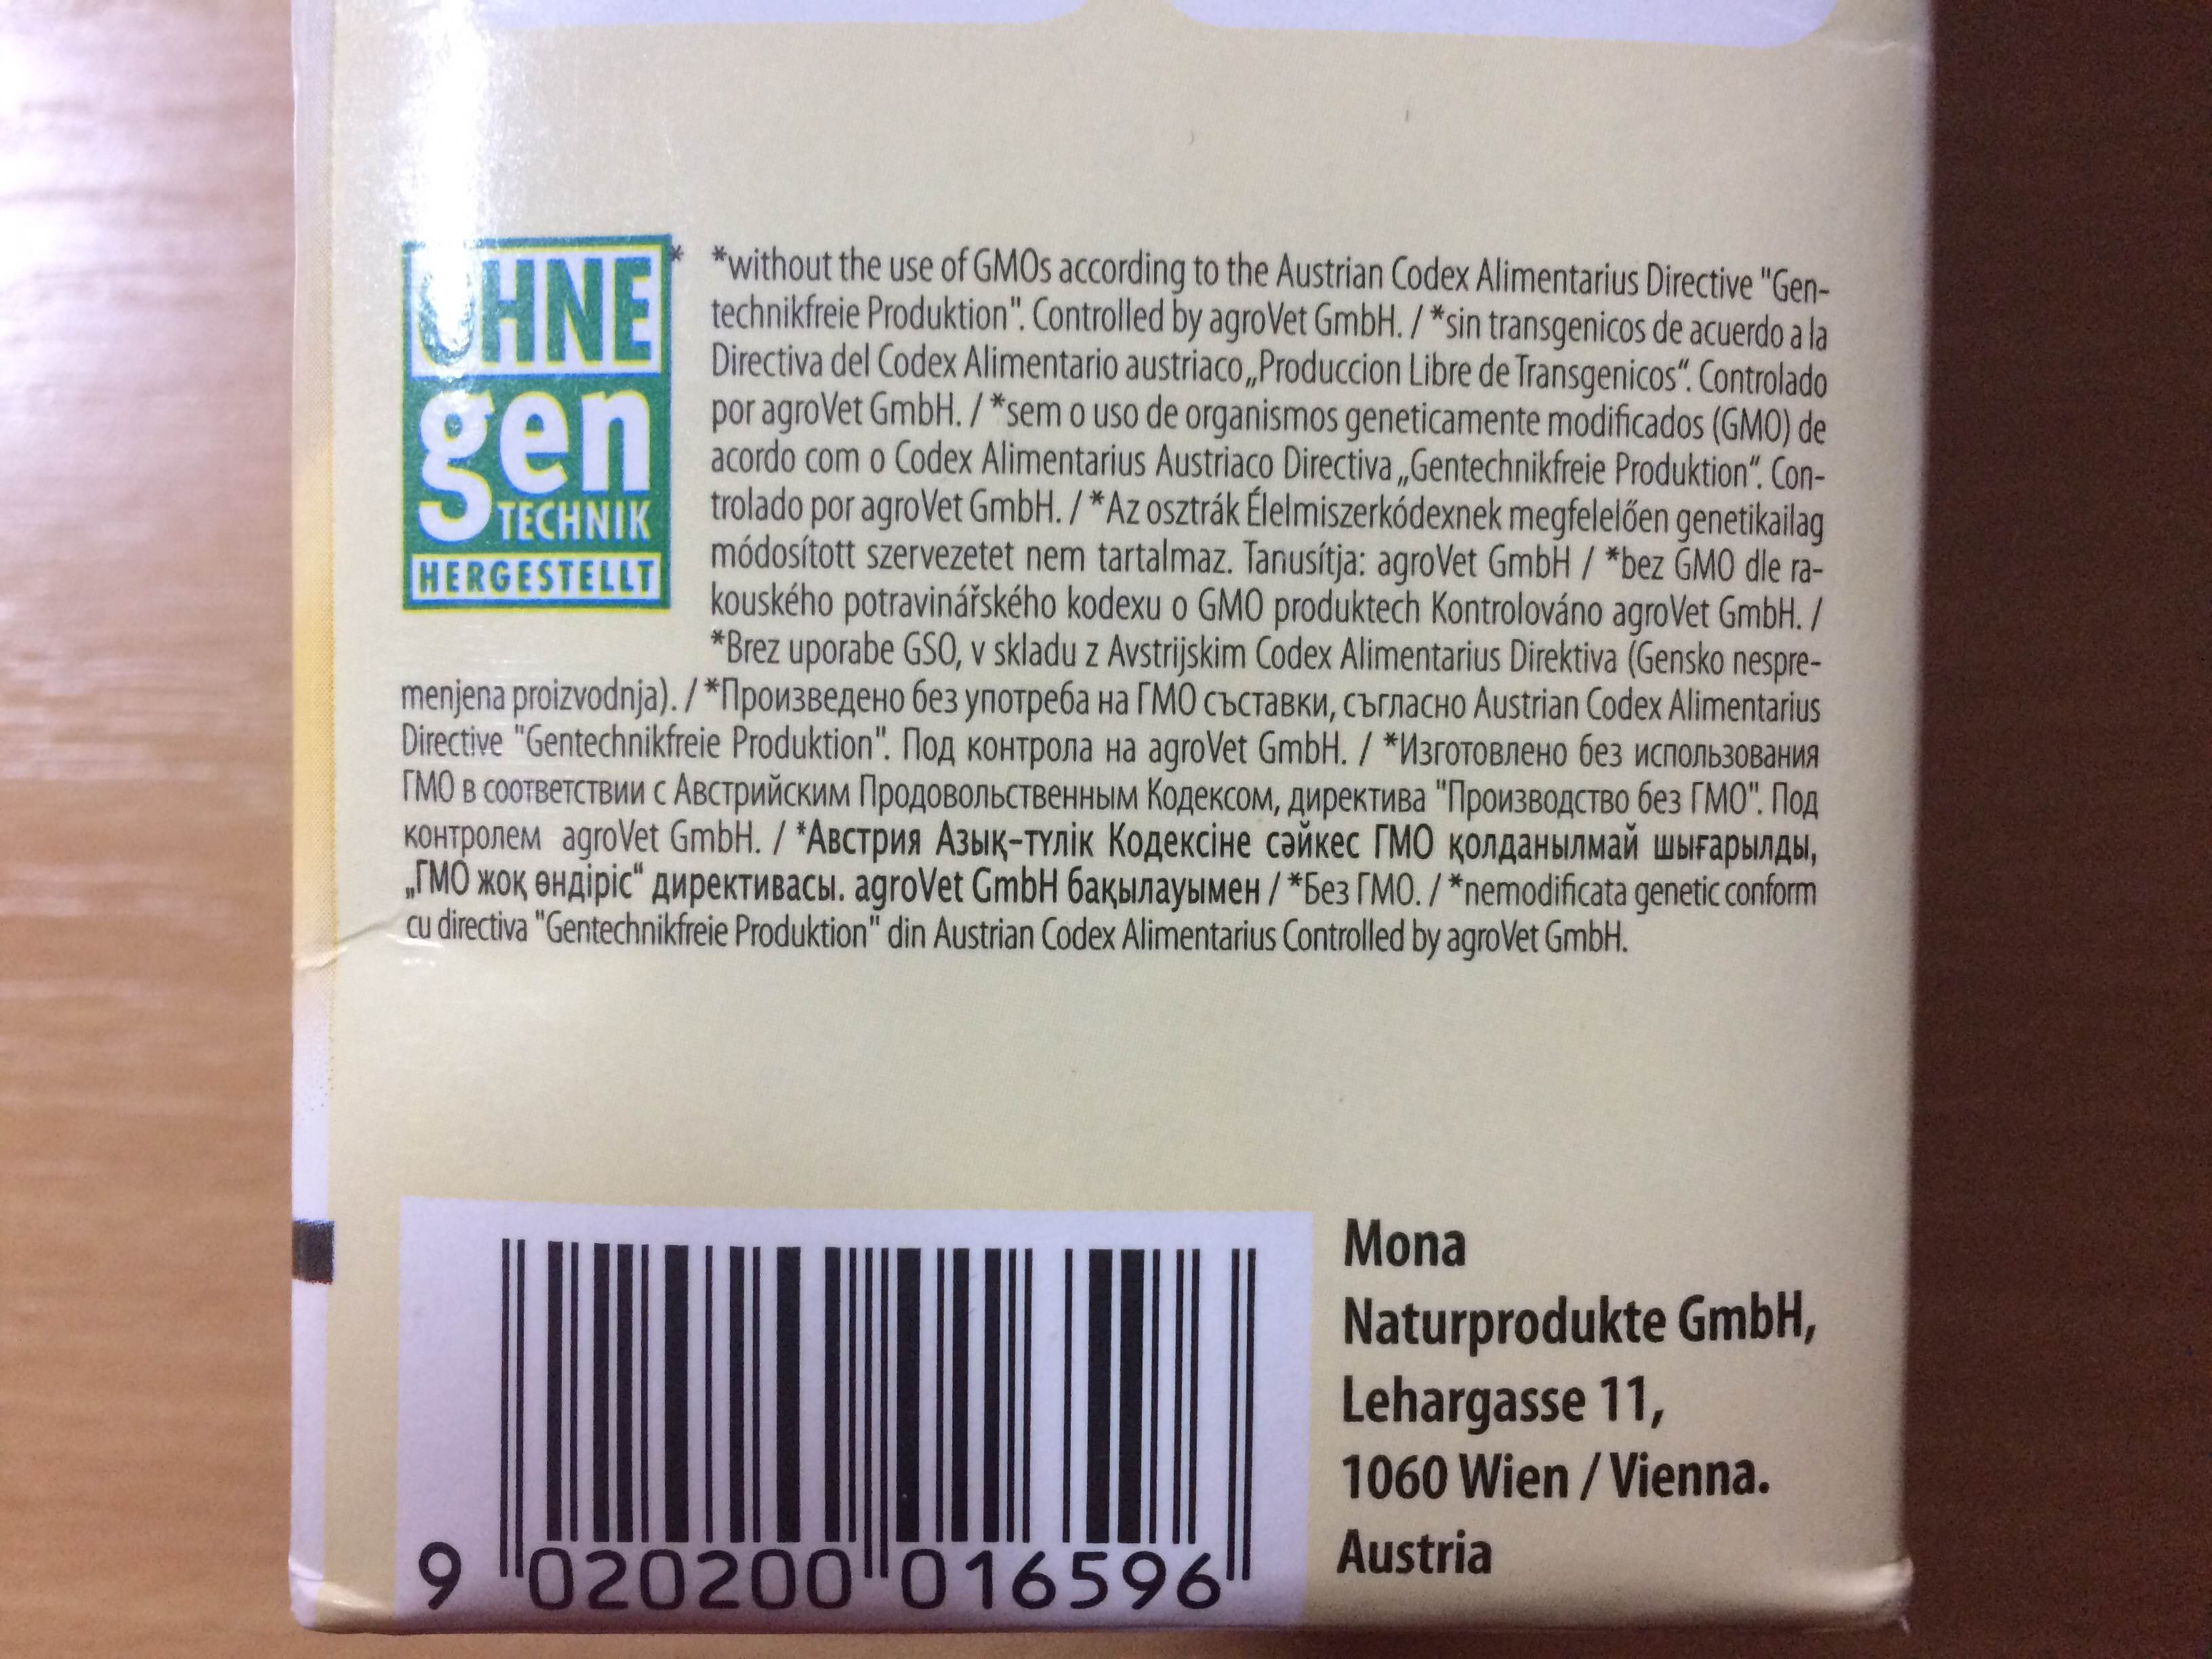 OHNE
gen
TECHNIK
HERGESTELLT
*
*without the use of GMOs according to the Austrian Codex Alimentarius Directive "Gen-
technikfreie Produktion". Controlled by agroVet GmbH. / *sin transgenicos de acuerdo a la
Directiva del Codex Alimentario austriaco „Produccion Libre de Transgenicos“. Controlado
por agroVet GmbH. / *sem o uso de organismos geneticamente modificados (GMO) de
acordo com o Codex Alimentarius Austriaco Directiva „Gentechnikfreie Produktion“. Con-
trolado por agroVet GmbH. / *Az osztrák Élelmiszerkódexnek megfelelően genetikailag
módosított szervezetet nem tartalmaz. Tanusítja: agroVet GmbH / *bez GMO dle ra-
kouského potravinářského kodexu o GMO produktech Kontrolováno agroVet GmbH. /
*Brez uporabe GSO, v skladu z Avstrijskim Codex Alimentarius Direktiva (Gensko nespre-
menjena proizvodnja). / *Произведено без употреба на ГМО съставки, съгласно Austrian Codex Alimentarius
Directive "Gentechnikfreie Produktion". Под контрола на agroVet GmbH. / *Изготовлено без использования
ГМО в соответствии с Австрийским Продовольственным Кодексом, директива "Производство без ГМО". Под
контролем agroVet GmbH. / *Австрия Азық-түлік Кодексіне сәйкес ГМО қолданылмай шығарылды,
„ГМО жоқ өндіріс“ директивасы. agroVet GmbH бақылауымен / *Без ГМО. / *nemodificata genetic conform
cu directiva "Gentechnikfreie Produktion" din Austrian Codex Alimentarius Controlled by agroVet GmbH.
9 020200 016596
Mona
Naturprodukte GmbH,
Lehargasse 11,
1060 Wien / Vienna.
Austria